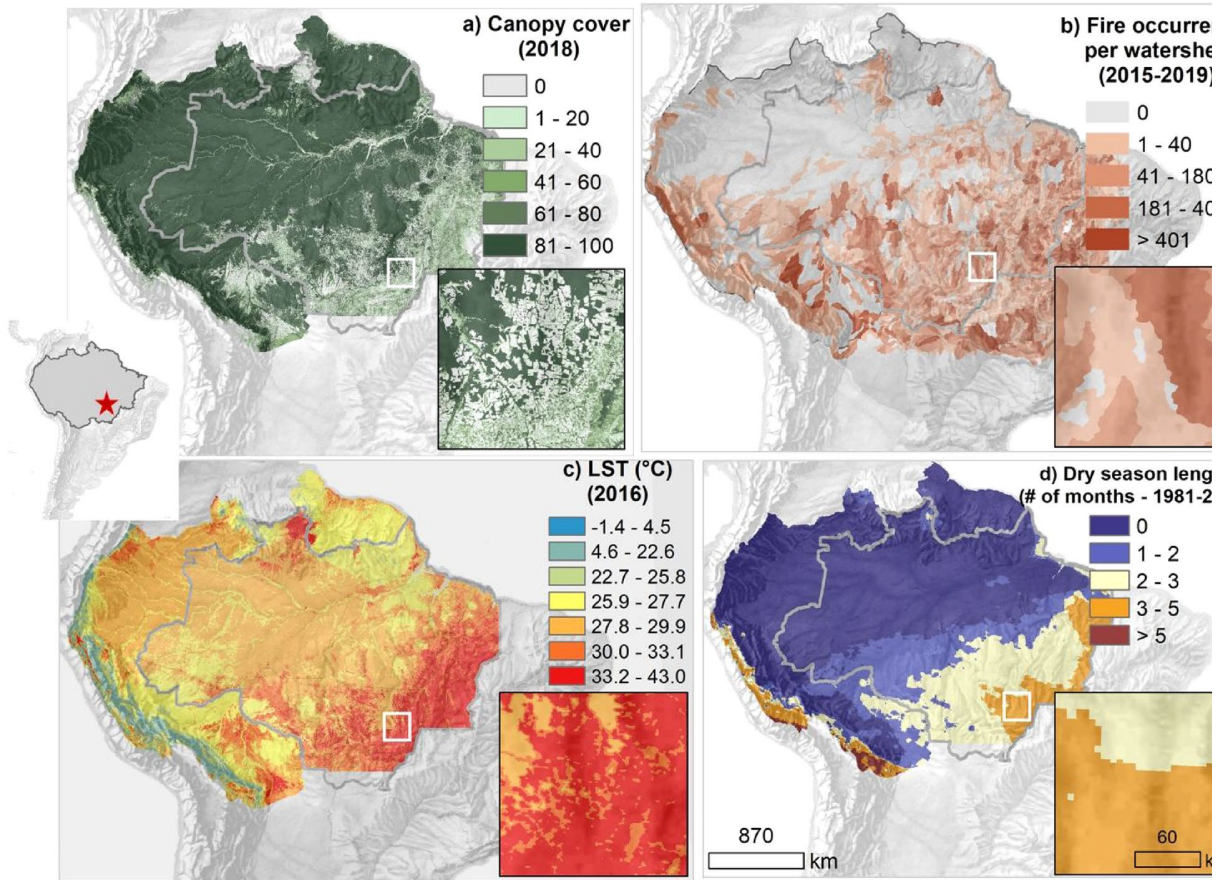 a) Canopy cover
(2018)
0
1 - 20
21 - 40
41 - 60
61 - 80
81 - 100
b) Fire occurren
per watershe
(2015-2019)
0
1 - 40
41 - 180
181 - 40
> 401
c) LST (°C)
(2016)
-1.4 - 4.5
4.6 - 22.6
22.7 - 25.8
25.9 - 27.7
27.8 - 29.9
30.0 - 33.1
33.2 - 43.0
d) Dry season leng
(# of months - 1981-2
0
1 - 2
2 - 3
3 - 5
> 5
870
km
60
k